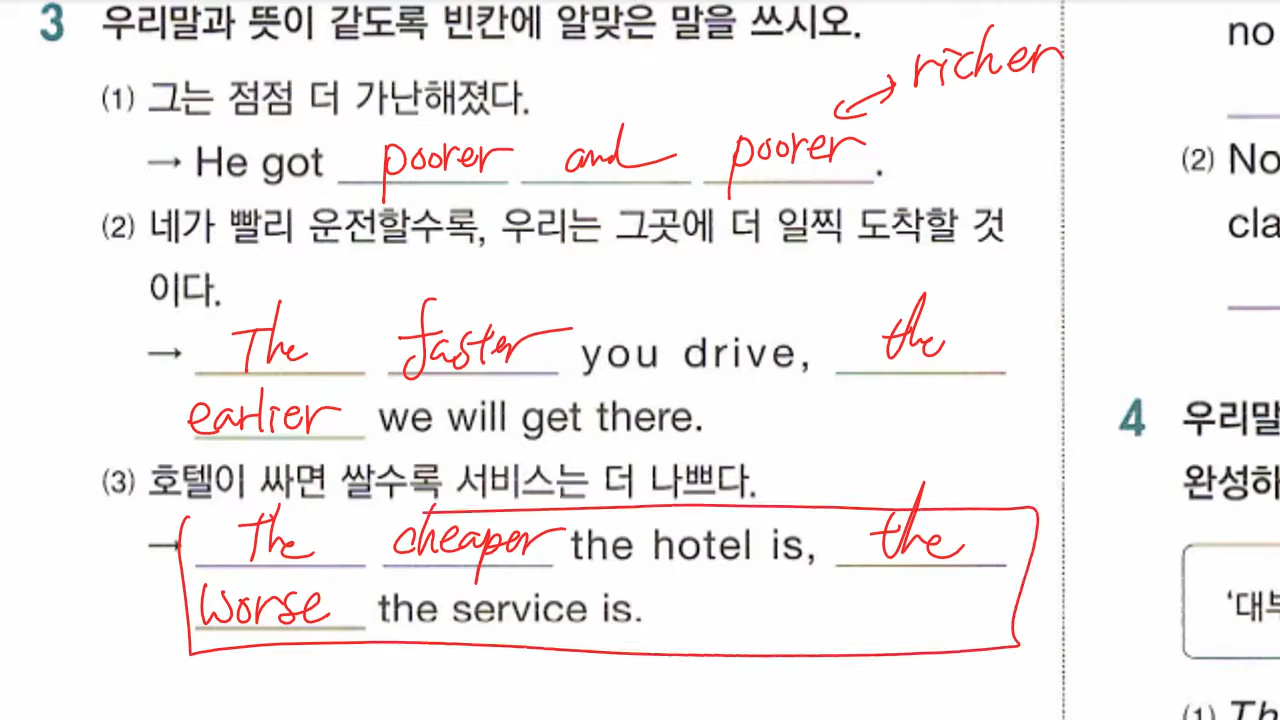 3 우리말과 뜻이 같도록 빈칸에 알맞은 말을 쓰시오.
richer
(1) 그는 점점 더 가난해졌다.
→ He got poorer and poorer.
(2) 네가 빨리 운전할수록, 우리는 그곳에 더 일찍 도착할 것
이다.
→ The faster you drive, the
earlier we will get there.
(3) 호텔이 싸면 쌀수록 서비스는 더 나쁘다.
→ The cheaper the hotel is, the
worse the service is.
no
(2) No
cla
4 우리말
완성하
'대부
(1) Th